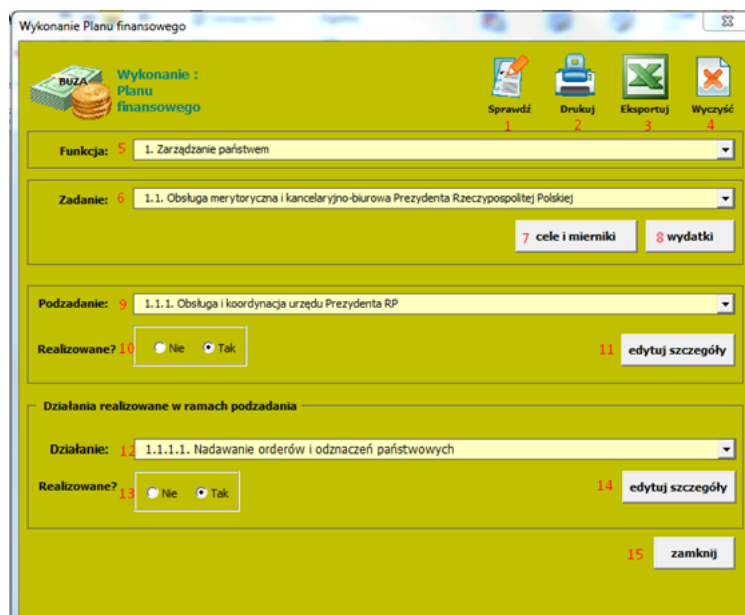 Wykonanie Planu finansowego
BUZA
Wykonanie :
Planu
finansowego
Sprawdź Drukuj Eksportuj Wyczyść
1 2 3 4
Funkcja: 5 1. Zarządzanie państwem
Zadanie: 6 1.1. Obsługa merytoryczna i kancelaryjno-biurowa Prezydenta Rzeczypospolitej Polskiej
7 cele i mierniki 8 wydatki
Podzadanie: 9 1.1.1. Obsługa i koordynacja urzędu Prezydenta RP
Realizowane? 10 Nie Tak 11 edytuj szczegóły
Działania realizowane w ramach podzadania
Działanie: 12 1.1.1.1. Nadawanie orderów i odznaczeń państwowych
Realizowane? 13 Nie Tak 14 edytuj szczegóły
15 zamknij